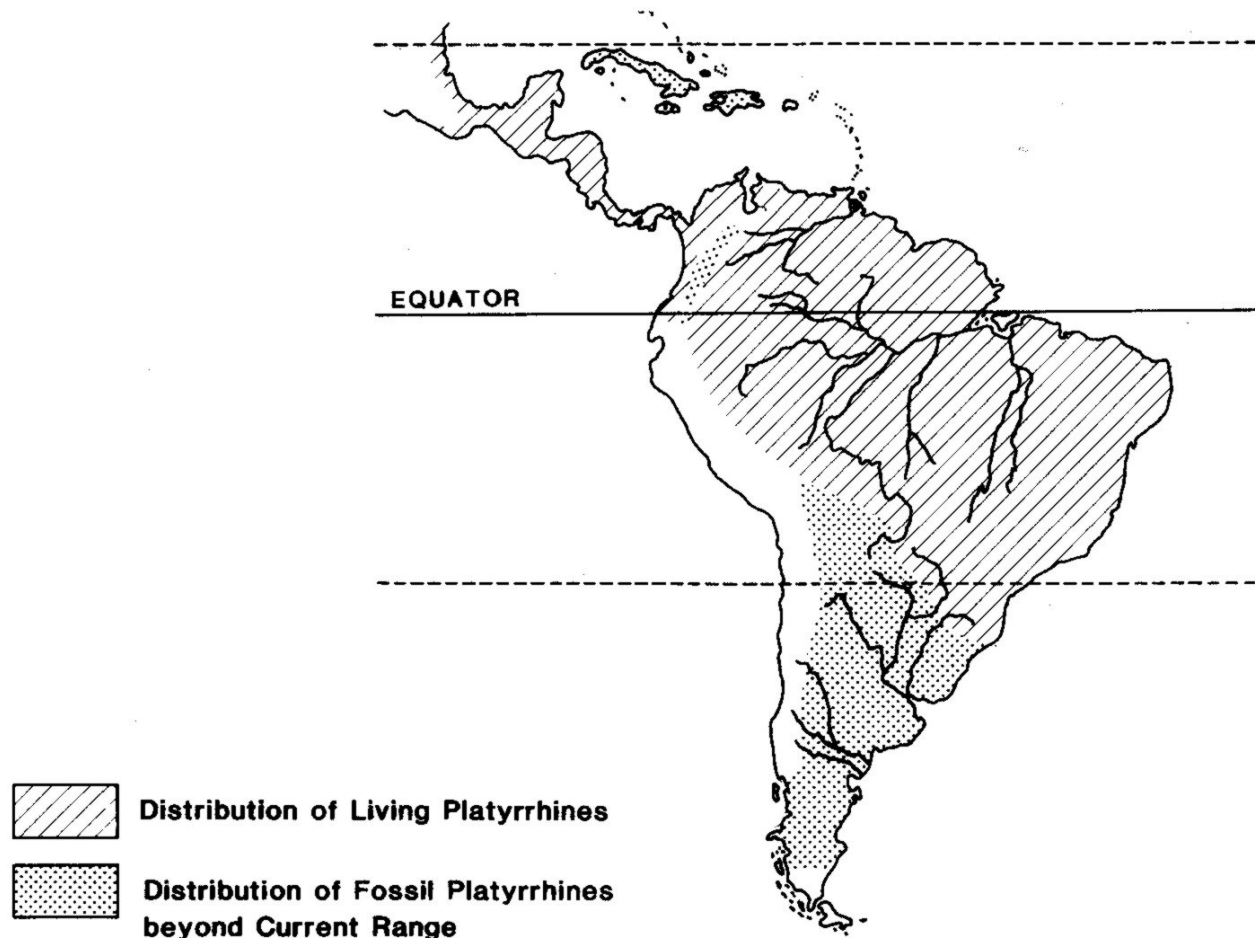 EQUATOR
Distribution of Living Platyrrhines
Distribution of Fossil Platyrrhines
beyond Current Range